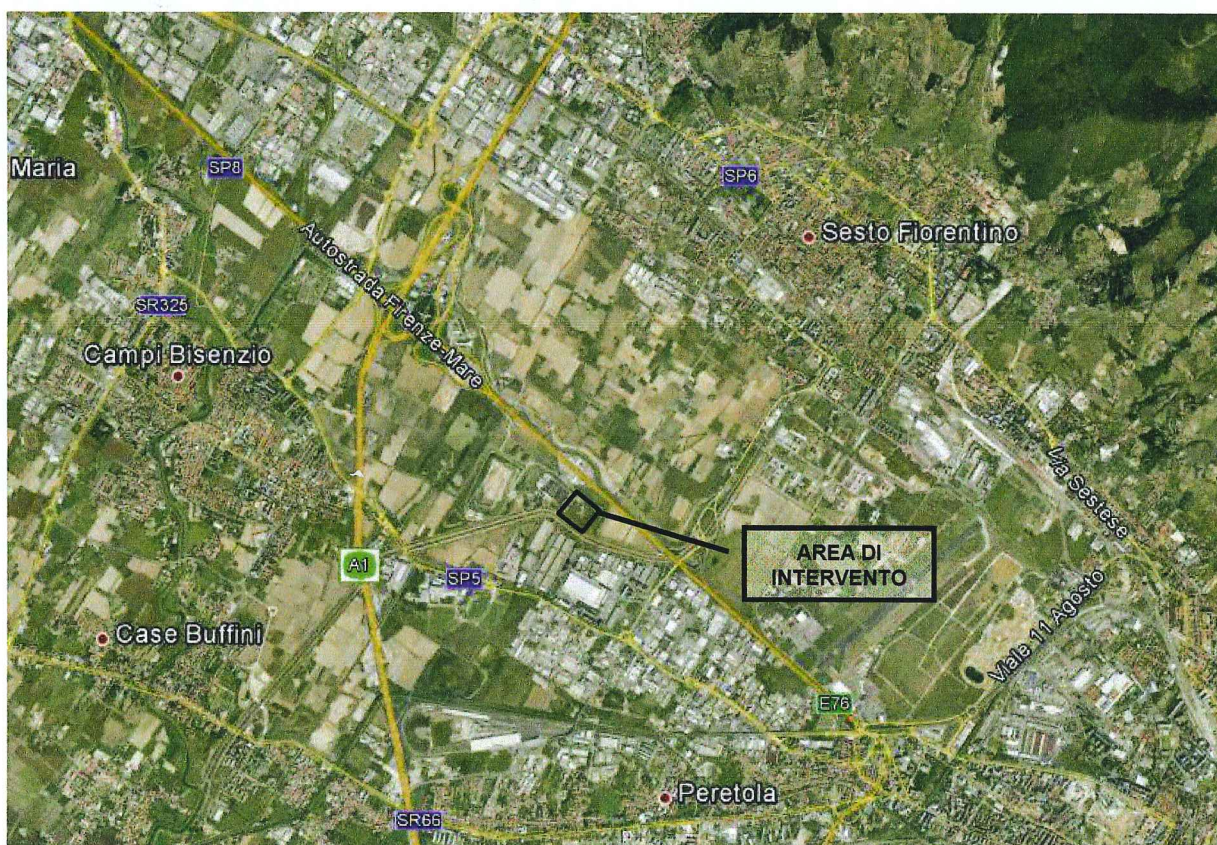 Maria
SP8
SP6
Sesto Fiorentino
Autostrada Firenze-Mare
SR325
Campi Bisenzio
Via Sestese
AREA DI
INTERVENTO
A1
SP5
Case Buffini
Viale 11 Agosto
E76
Peretola
SR66